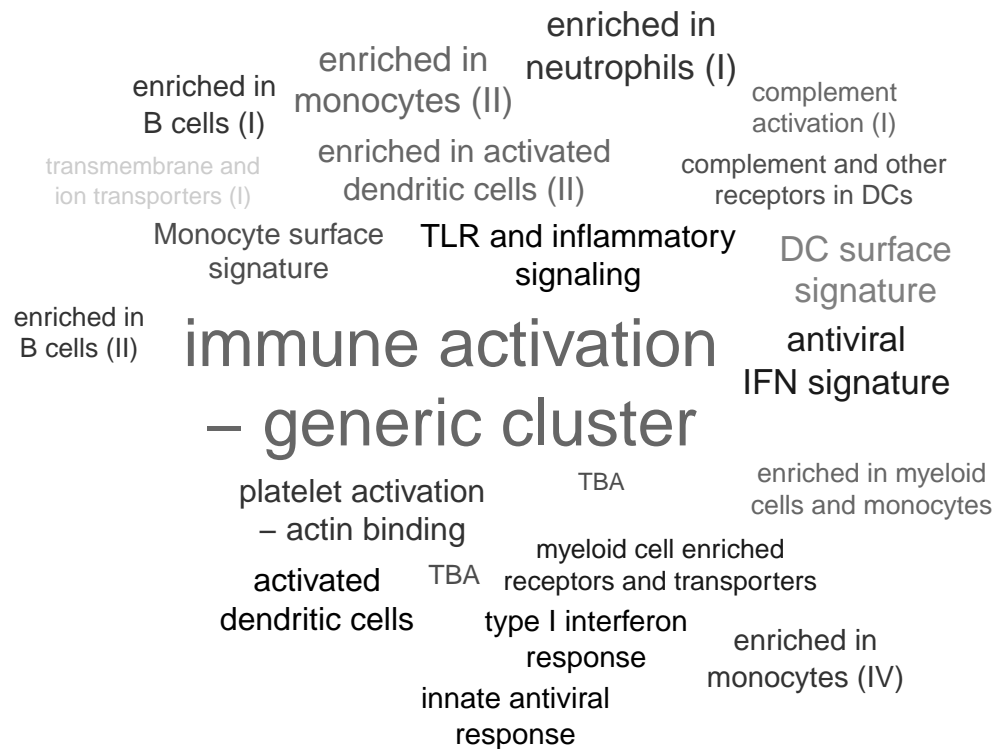 enriched in
neutrophils (I)
enriched in
monocytes (II)
enriched in
B cells (I)
complement
activation (I)
transmembrane and
ion transporters (I)
enriched in activated
dendritic cells (II)
complement and other
receptors in DCs
Monocyte surface
signature
TLR and inflammatory
signaling
DC surface
signature
enriched in
B cells (II)
immune activation
– generic cluster
antiviral
IFN signature
platelet activation
– actin binding
TBA
enriched in myeloid
cells and monocytes
myeloid cell enriched
receptors and transporters
activated
dendritic cells
TBA
type I interferon
response
enriched in
monocytes (IV)
innate antiviral
response